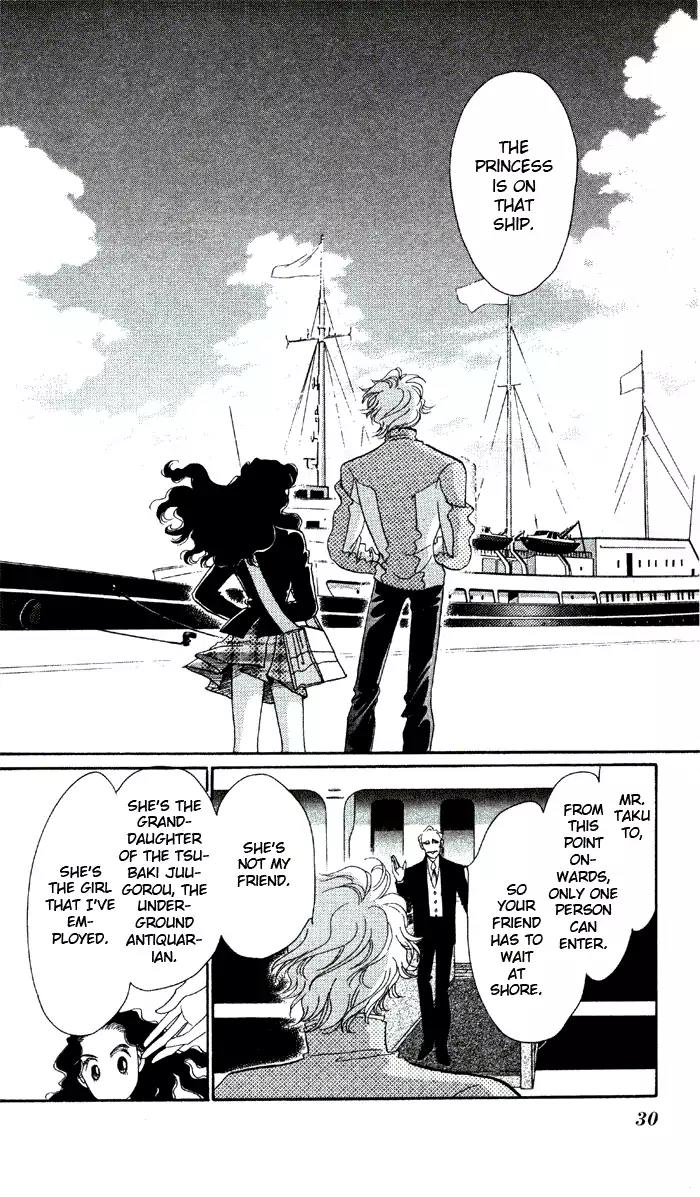 THE
PRINCESS
IS ON
THAT
SHIP.
MR.
TAKU
TO,
FROM
THIS
POINT
ON-
WARDS,
ONLY ONE
PERSON
CAN
ENTER.
SO
YOUR
FRIEND
HAS TO
WAIT
AT
SHORE.
SHE'S
NOT MY
FRIEND.
SHE'S THE
GRAND-
DAUGHTER
OF THE TSU-
BAKI JUU-
GOROU, THE
UNDER-
GROUND
ANTIQUAR-
IAN.
SHE'S
THE GIRL
THAT I'VE
EM-
PLOYED.
30